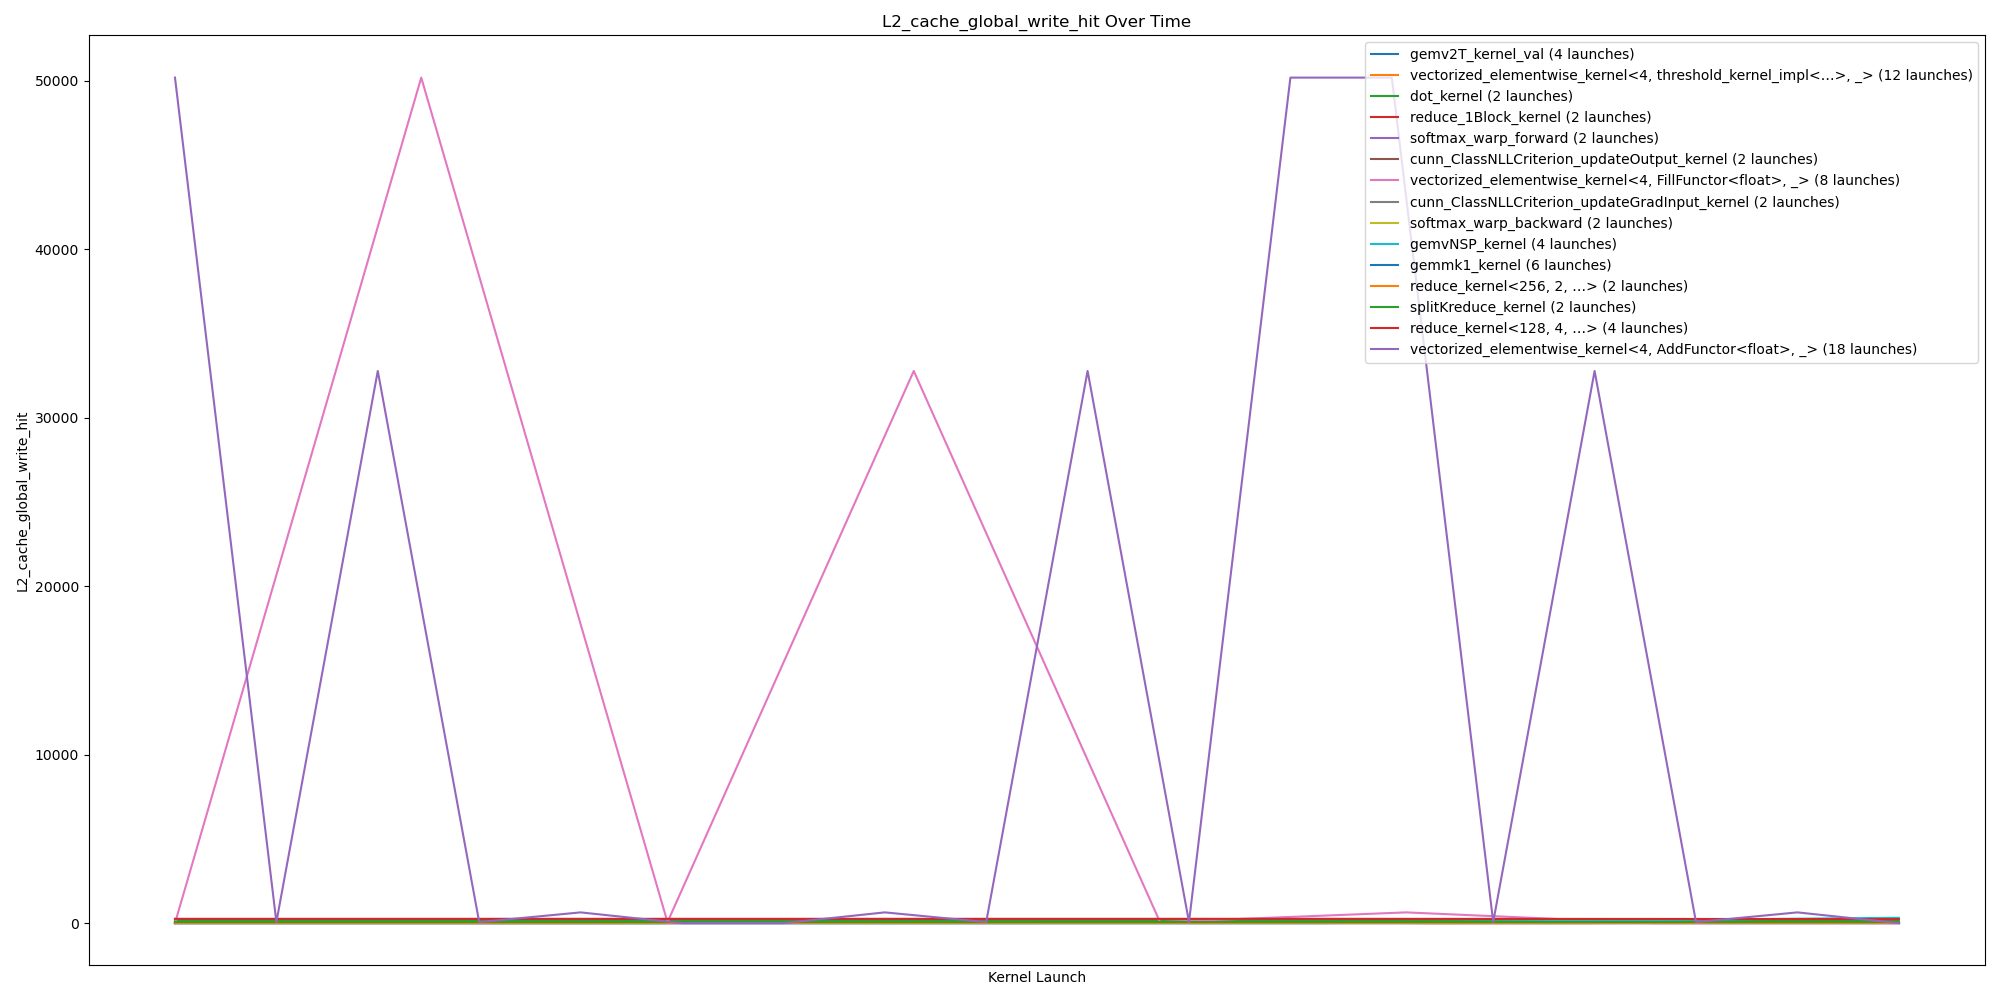 L2_cache_global_write_hit Over Time
gemv2T_kernel_val (4 launches)
vectorized_elementwise_kernel<4, threshold_kernel_impl<...>, _> (12 launches)
dot_kernel (2 launches)
reduce_1Block_kernel (2 launches)
softmax_warp_forward (2 launches)
cunn_ClassNLLCriterion_updateOutput_kernel (2 launches)
vectorized_elementwise_kernel<4, FillFunctor<float>, _> (8 launches)
cunn_ClassNLLCriterion_updateGradInput_kernel (2 launches)
softmax_warp_backward (2 launches)
gemvNSP_kernel (4 launches)
gemmk1_kernel (6 launches)
reduce_kernel<256, 2, ...> (2 launches)
splitKreduce_kernel (2 launches)
reduce_kernel<128, 4, ...> (4 launches)
vectorized_elementwise_kernel<4, AddFunctor<float>, _> (18 launches)
50000
40000
30000
20000
10000
0
L2_cache_global_write_hit
Kernel Launch